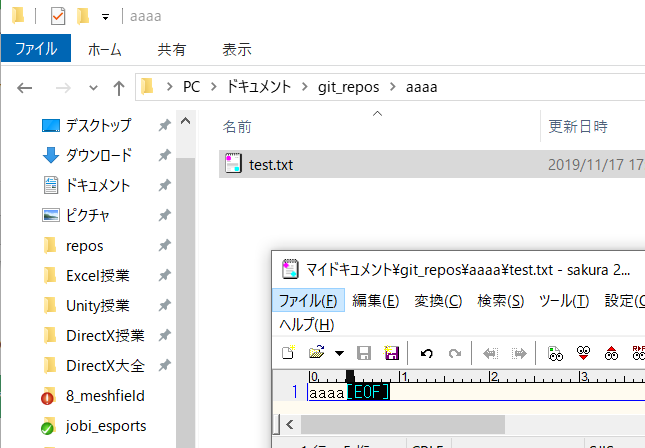 aaaa
ファイル ホーム 共有 表示
PC ドキュメント git_repos aaaa
デスクトップ
ダウンロード
ドキュメント
ピクチャ
repos
Excel授業
Unity授業
DirectX授業
DirectX大全
8_meshfield
jobi_esports
名前 更新日時
test.txt 2019/11/17 17
マイドキュメント¥git_repos¥aaaa¥test.txt - sakura 2...
ファイル(F) 編集(E) 変換(C) 検索(S) ツール(T) 設定(
ヘルプ(H)
0 1 2 3
1 aaaa[EOF]